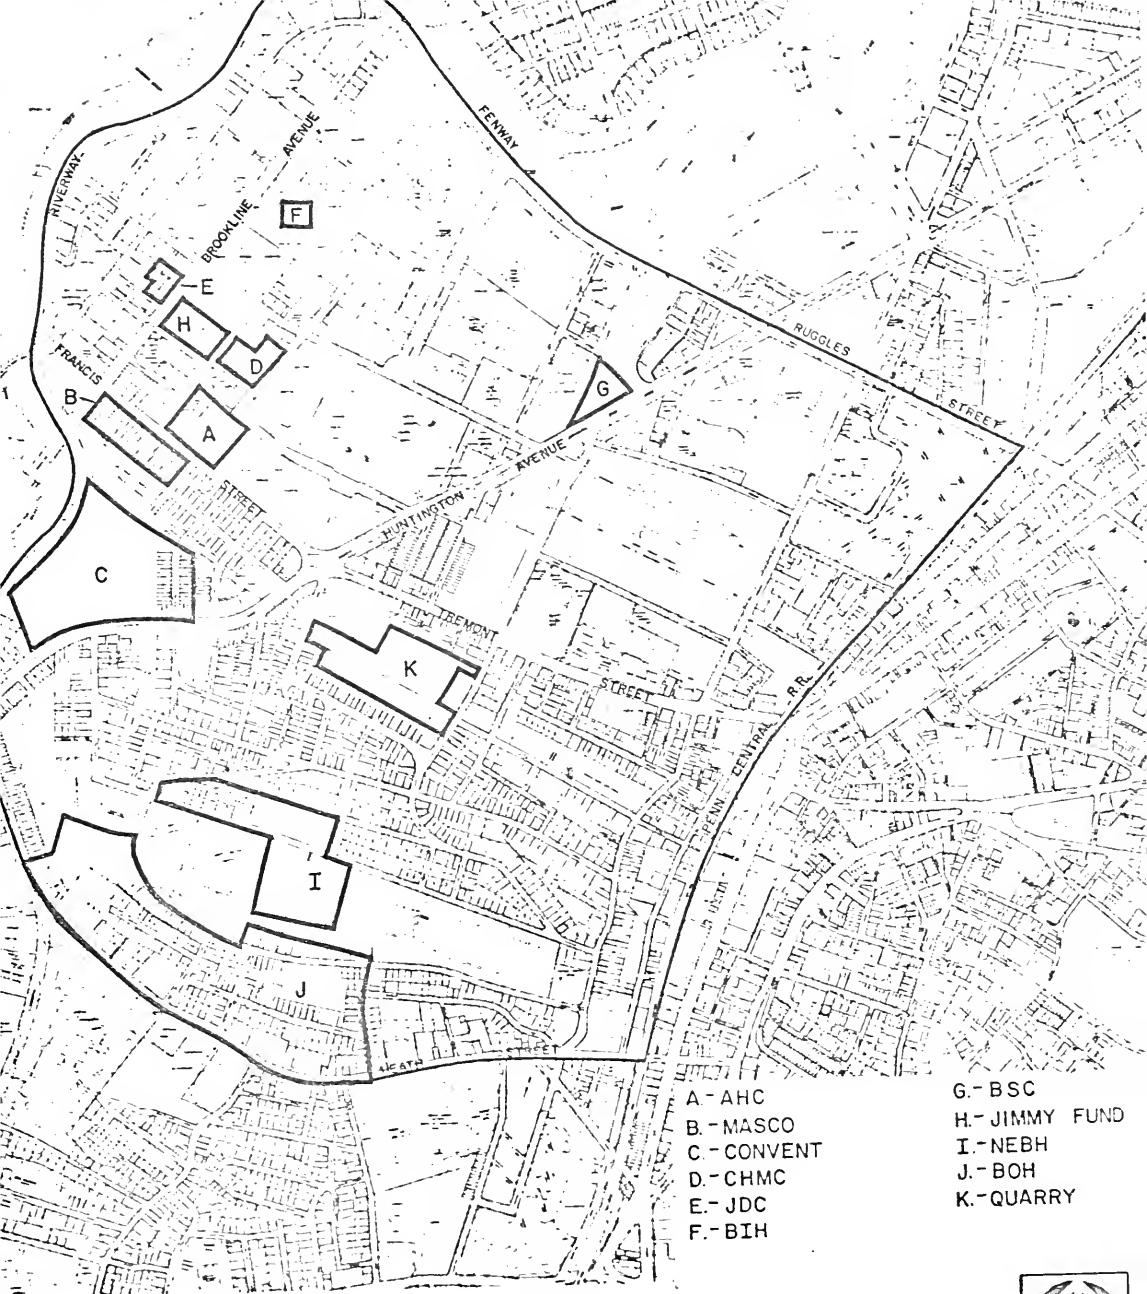 FENWAY
AVENUE
RIVERWAY
BROOKLINE
F
E
H
D
RUGGLES
FRANCIS
B
G
STREET
A
AVENUE
STREET
HUNTINGTON
C
TREMONT
K
STREET
R.R.
CENTRAL
PENN
I
J
HEATH STREET
A.-AHC
B.-MASCO
C.-CONVENT
D.-CHMC
E.-JDC
F.-BIH
G.-BSC
H.-JIMMY FUND
I.-NEBH
J.-BOH
K.-QUARRY